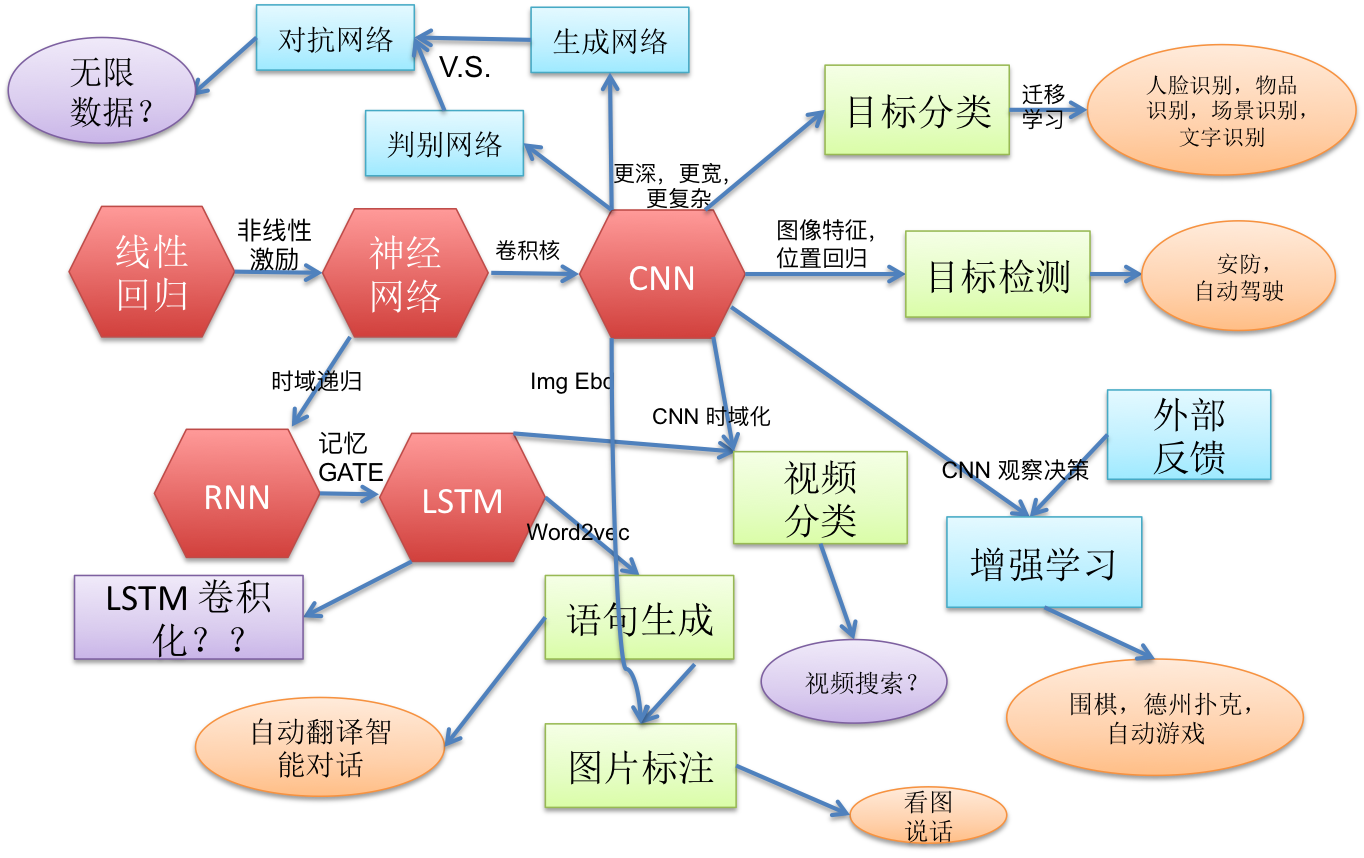 对抗网络
生成网络
V.S.
无限
数据？
判别网络
目标分类
迁移
学习
人脸识别，物品
识别，场景识别，
文字识别
更深，更宽，
更复杂
线性
回归
非线性
激励
神经
网络
卷积核
CNN
图像特征，
位置回归
目标检测
安防，
自动驾驶
时域递归
Img Ebd
CNN 时域化
外部
反馈
记忆
GATE
RNN
LSTM
视频
分类
CNN 观察决策
Word2vec
增强学习
LSTM 卷积
化？？
语句生成
视频搜索？
围棋，德州扑克，
自动游戏
自动翻译智
能对话
图片标注
看图
说话